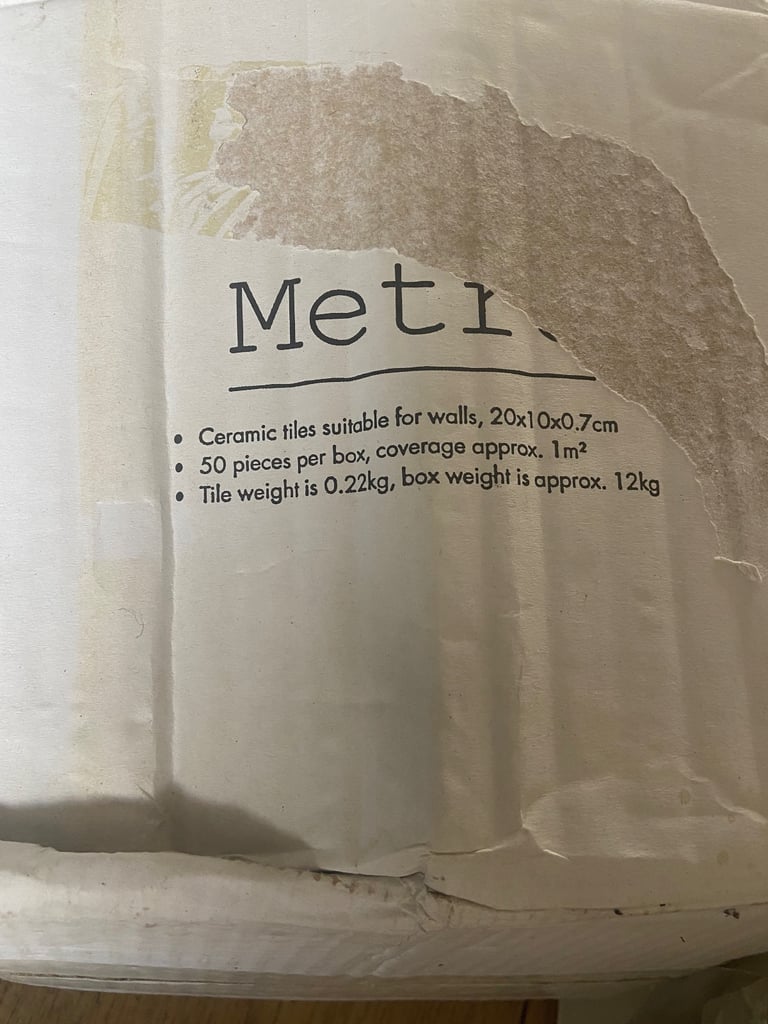 Metr
• Ceramic tiles suitable for walls, 20x10x0.7cm
• 50 pieces per box, coverage approx. 1m²
• Tile weight is 0.22kg, box weight is approx. 12kg